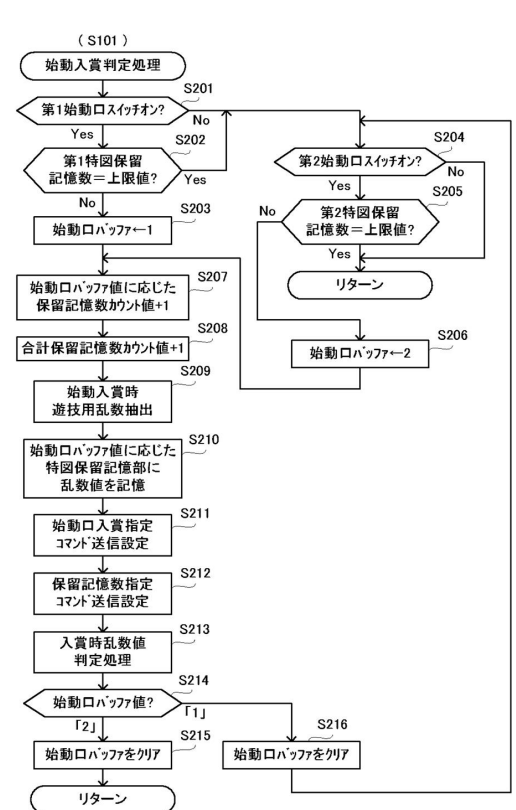 ( S101 )
始動入賞判定処理
S201
第1始動口スイッチオン?
No
Yes
S202
第1特図保留
記憶数＝上限値?
Yes
No
S203
始動口バッファ←1
S204
第2始動口スイッチオン?
No
Yes
S205
第2特図保留
記憶数＝上限値?
No
Yes
リターン
S206
始動口バッファ←2
S207
始動口バッファ値に応じた
保留記憶数カウント値+1
S208
合計保留記憶数カウント値+1
S209
始動入賞時
遊技用乱数抽出
S210
始動口バッファ値に応じた
特図保留記憶部に
乱数値を記憶
S211
始動口入賞指定
コマンド送信設定
S212
保留記憶数指定
コマンド送信設定
S213
入賞時乱数値
判定処理
S214
始動口バッファ値?
「1」
「2」
S215
始動口バッファをクリア
S216
始動口バッファをクリア
リターン